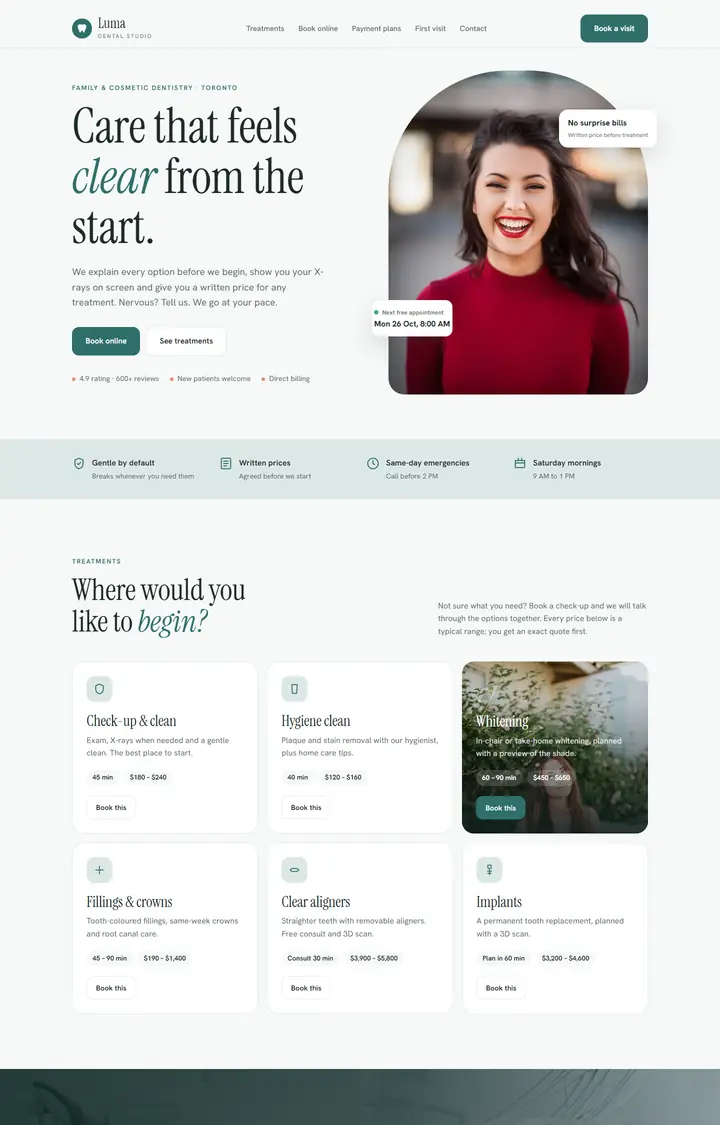 Luma
DENTAL STUDIO
Treatments
Book online
Payment plans
First visit
Contact
Book a visit
FAMILY & COSMETIC DENTISTRY · TORONTO
Care that feels
clear from the
start.
We explain every option before we begin, show you your X-
rays on screen and give you a written price for any
treatment. Nervous? Tell us. We go at your pace.
Book online
See treatments
4.9 rating · 600+ reviews
New patients welcome
Direct billing
No surprise bills
Written price before treatment
Next free appointment
Mon 26 Oct, 8:00 AM
Gentle by default
Breaks whenever you need them
Written prices
Agreed before we start
Same-day emergencies
Call before 2 PM
Saturday mornings
9 AM to 1 PM
TREATMENTS
Where would you
like to begin?
Not sure what you need? Book a check-up and we will talk
through the options together. Every price below is a
typical range; you get an exact quote first.
Check-up & clean
Exam, X-rays when needed and a gentle
clean. The best place to start.
45 min
$180 – $240
Book this
Hygiene clean
Plaque and stain removal with our hygienist,
plus home care tips.
40 min
$120 – $160
Book this
Whitening
In-chair or take-home whitening, planned
with a preview of the shade.
60 – 90 min
$450 – $650
Book this
Fillings & crowns
Tooth-coloured fillings, same-week crowns
and root canal care.
45 – 90 min
$190 – $1,400
Book this
Clear aligners
Straighter teeth with removable aligners.
Free consult and 3D scan.
Consult 30 min
$3,900 – $5,800
Book this
Implants
A permanent tooth replacement, planned
with a 3D scan.
Plan in 60 min
$3,200 – $4,600
Book this